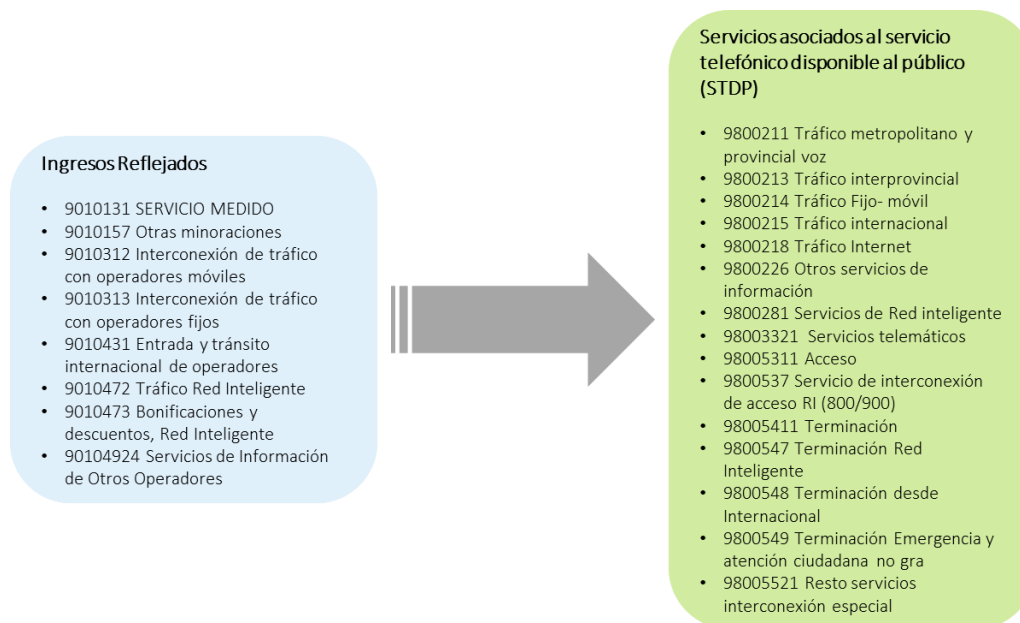 Ingresos Reflejados
• 9010131 SERVICIO MEDIDO
• 9010157 Otras minoraciones
• 9010312 Interconexión de tráfico
con operadores móviles
• 9010313 Interconexión de tráfico
con operadores fijos
• 9010431 Entrada y tránsito
internacional de operadores
• 9010472 Tráfico Red Inteligente
• 9010473 Bonificaciones y
descuentos, Red Inteligente
• 90104924 Servicios de Información
de Otros Operadores
Servicios asociados al servicio
telefónico disponible al público
(STDP)
• 9800211 Tráfico metropolitano y
provincial voz
• 9800213 Tráfico interprovincial
• 9800214 Tráfico Fijo- móvil
• 9800215 Tráfico internacional
• 9800218 Tráfico Internet
• 9800226 Otros servicios de
información
• 9800281 Servicios de Red inteligente
• 98003321 Servicios telemáticos
• 98005311 Acceso
• 9800537 Servicio de interconexión
de acceso RI (800/900)
• 98005411 Terminación
• 9800547 Terminación Red
Inteligente
• 9800548 Terminación desde
Internacional
• 9800549 Terminación Emergencia y
atención ciudadana no gra
• 98005521 Resto servicios
interconexión especial